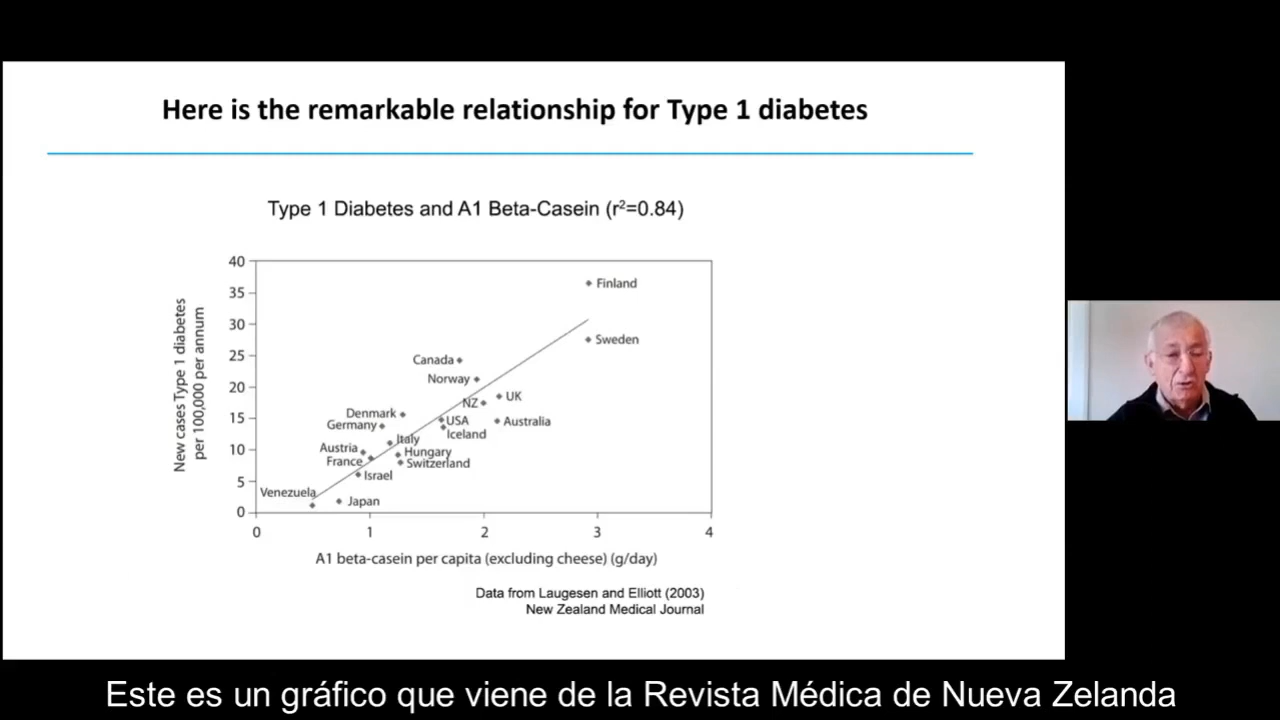 Here is the remarkable relationship for Type 1 diabetes
Type 1 Diabetes and A1 Beta-Casein (r²=0.84)
New cases Type 1 diabetes
per 100,000 per annum
40
35
30
25
20
15
10
5
0
Finland
Sweden
Canada
Norway
UK
NZ
Denmark
USA
Australia
Germany
Iceland
Italy
Austria
Hungary
France
Switzerland
Israel
Venezuela
Japan
0 1 2 3 4
A1 beta-casein per capita (excluding cheese) (g/day)
Data from Laugesen and Elliott (2003)
New Zealand Medical Journal
Este es un gráfico que viene de la Revista Médica de Nueva Zelanda